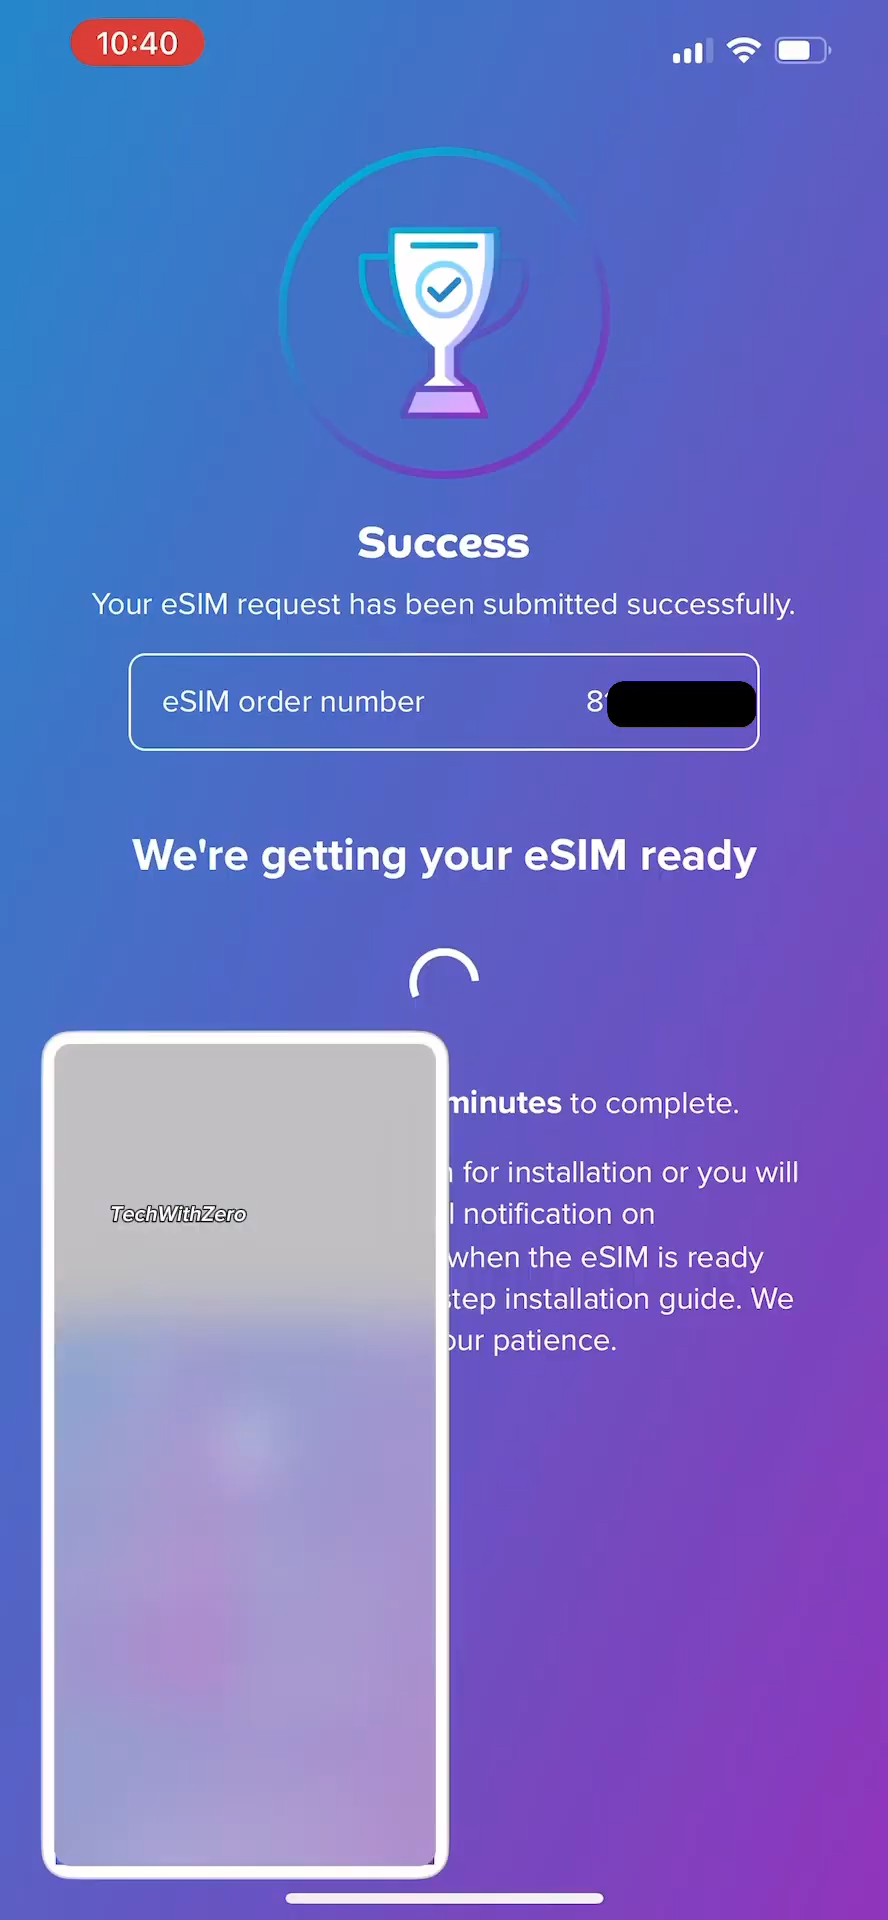 10:40
Success
Your eSIM request has been submitted successfully.
eSIM order number 8
We're getting your eSIM ready
minutes to complete.
for installation or you will
notification on
when the eSIM is ready
step installation guide. We
our patience.
TechWithZero